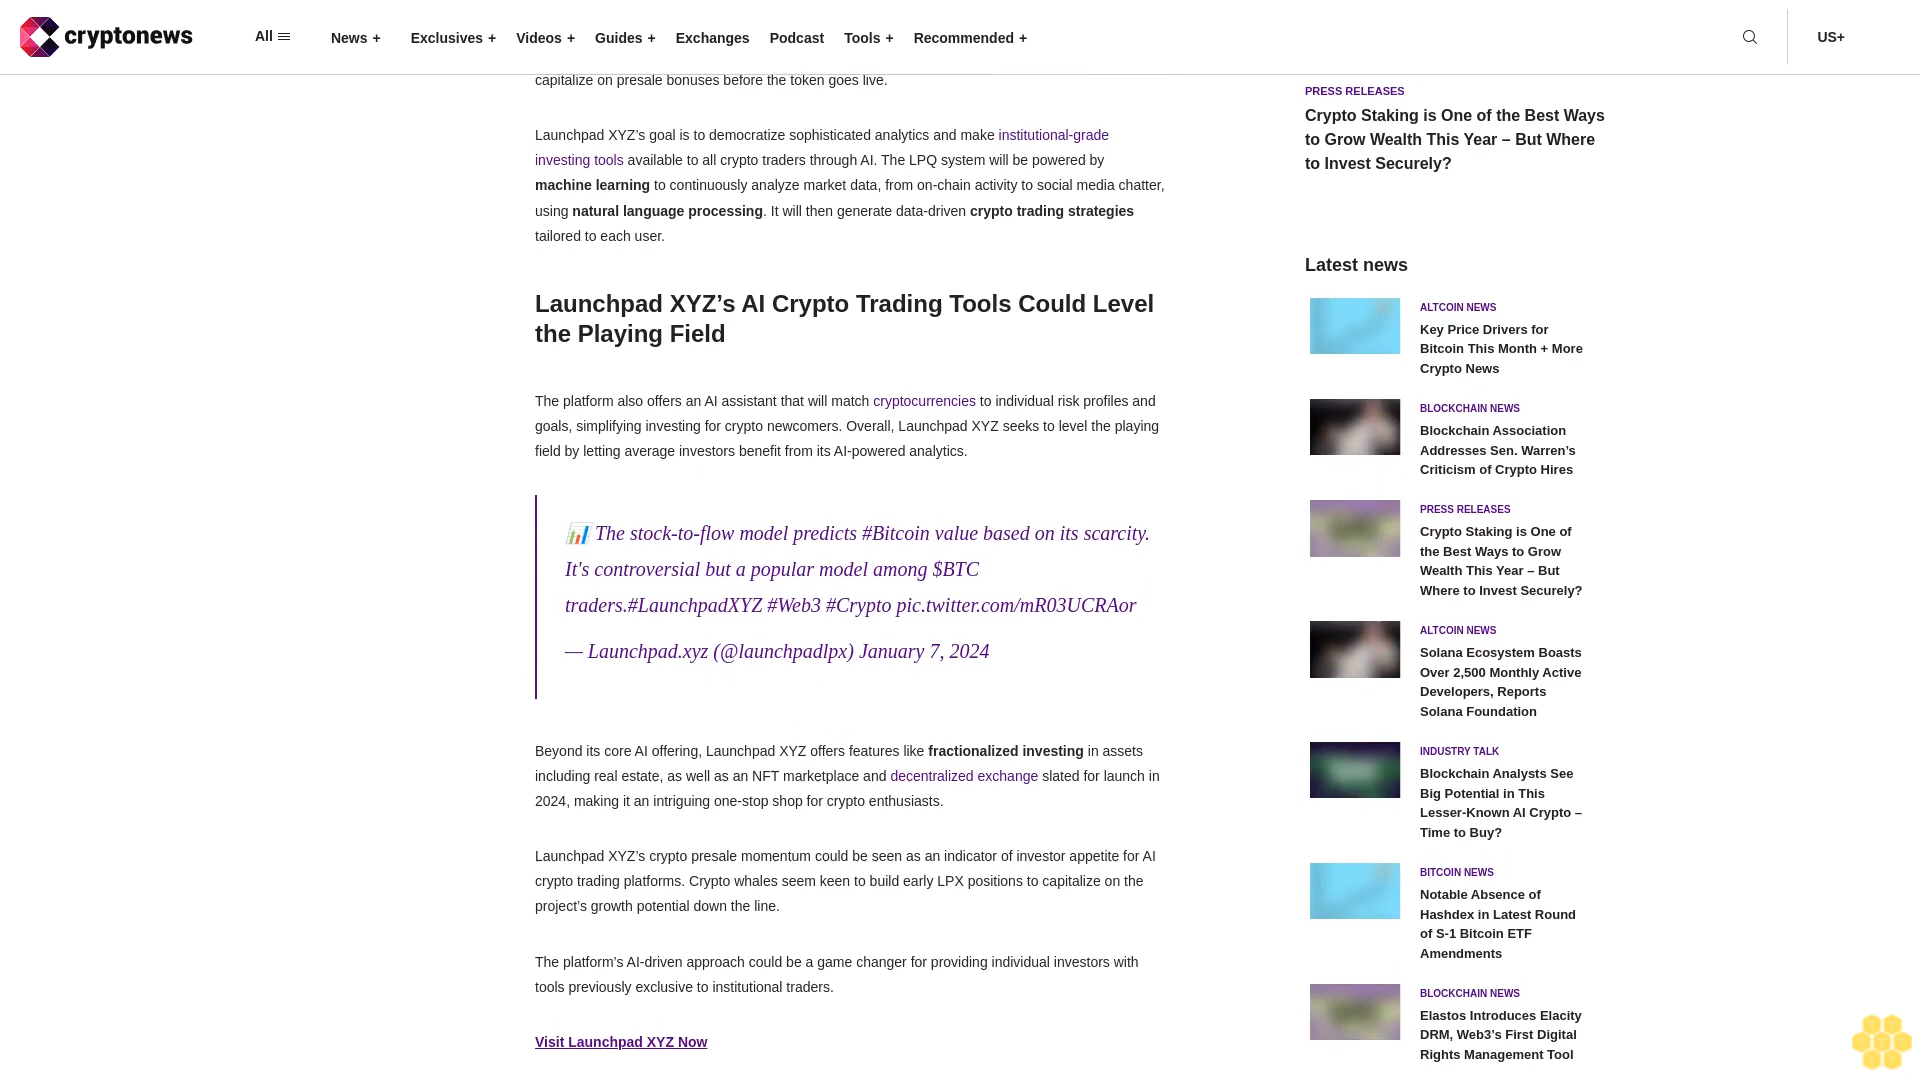 cryptonews
All
News +
Exclusives +
Videos +
Guides +
Exchanges
Podcast
Tools +
Recommended +
US+
capitalize on presale bonuses before the token goes live.
Launchpad XYZ’s goal is to democratize sophisticated analytics and make institutional-grade
investing tools available to all crypto traders through AI. The LPQ system will be powered by
machine learning to continuously analyze market data, from on-chain activity to social media chatter,
using natural language processing. It will then generate data-driven crypto trading strategies
tailored to each user.
Launchpad XYZ’s AI Crypto Trading Tools Could Level
the Playing Field
The platform also offers an AI assistant that will match cryptocurrencies to individual risk profiles and
goals, simplifying investing for crypto newcomers. Overall, Launchpad XYZ seeks to level the playing
field by letting average investors benefit from its AI-powered analytics.
📊 The stock-to-flow model predicts #Bitcoin value based on its scarcity.
It's controversial but a popular model among $BTC
traders.#LaunchpadXYZ #Web3 #Crypto pic.twitter.com/mR03UCRAor
— Launchpad.xyz (@launchpadlpx) January 7, 2024
Beyond its core AI offering, Launchpad XYZ offers features like fractionalized investing in assets
including real estate, as well as an NFT marketplace and decentralized exchange slated for launch in
2024, making it an intriguing one-stop shop for crypto enthusiasts.
Launchpad XYZ’s crypto presale momentum could be seen as an indicator of investor appetite for AI
crypto trading platforms. Crypto whales seem keen to build early LPX positions to capitalize on the
project’s growth potential down the line.
The platform’s AI-driven approach could be a game changer for providing individual investors with
tools previously exclusive to institutional traders.
Visit Launchpad XYZ Now
PRESS RELEASES
Crypto Staking is One of the Best Ways
to Grow Wealth This Year – But Where
to Invest Securely?
Latest news
ALTCOIN NEWS
Key Price Drivers for
Bitcoin This Month + More
Crypto News
BLOCKCHAIN NEWS
Blockchain Association
Addresses Sen. Warren’s
Criticism of Crypto Hires
PRESS RELEASES
Crypto Staking is One of
the Best Ways to Grow
Wealth This Year – But
Where to Invest Securely?
ALTCOIN NEWS
Solana Ecosystem Boasts
Over 2,500 Monthly Active
Developers, Reports
Solana Foundation
INDUSTRY TALK
Blockchain Analysts See
Big Potential in This
Lesser-Known AI Crypto –
Time to Buy?
BITCOIN NEWS
Notable Absence of
Hashdex in Latest Round
of S-1 Bitcoin ETF
Amendments
BLOCKCHAIN NEWS
Elastos Introduces Elacity
DRM, Web3’s First Digital
Rights Management Tool